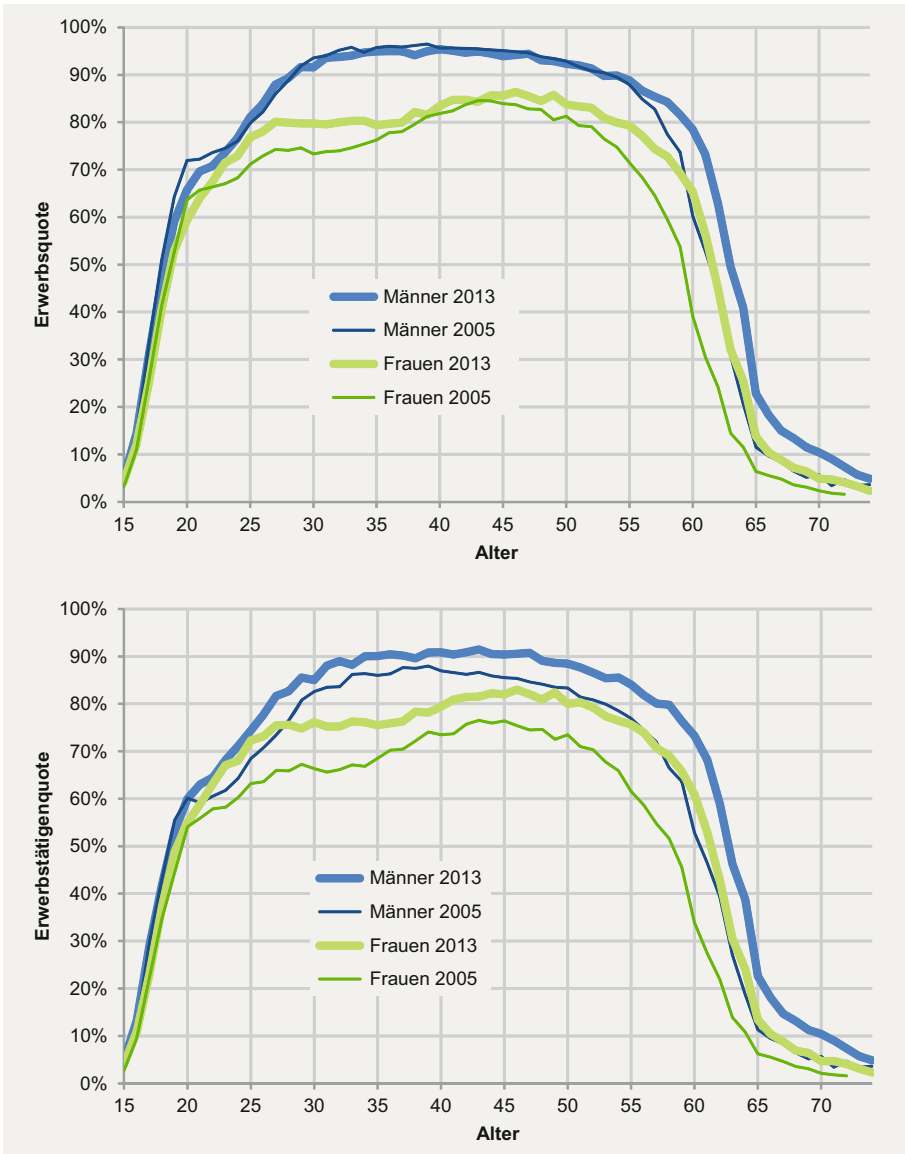 100%
90%
80%
70%
60%
50%
40%
30%
20%
10%
0%
Erwerbsquote
Männer 2013
Männer 2005
Frauen 2013
Frauen 2005
15 20 25 30 35 40 45 50 55 60 65 70
Alter
100%
90%
80%
70%
60%
50%
40%
30%
20%
10%
0%
Erwerbstätigenquote
Männer 2013
Männer 2005
Frauen 2013
Frauen 2005
15 20 25 30 35 40 45 50 55 60 65 70
Alter